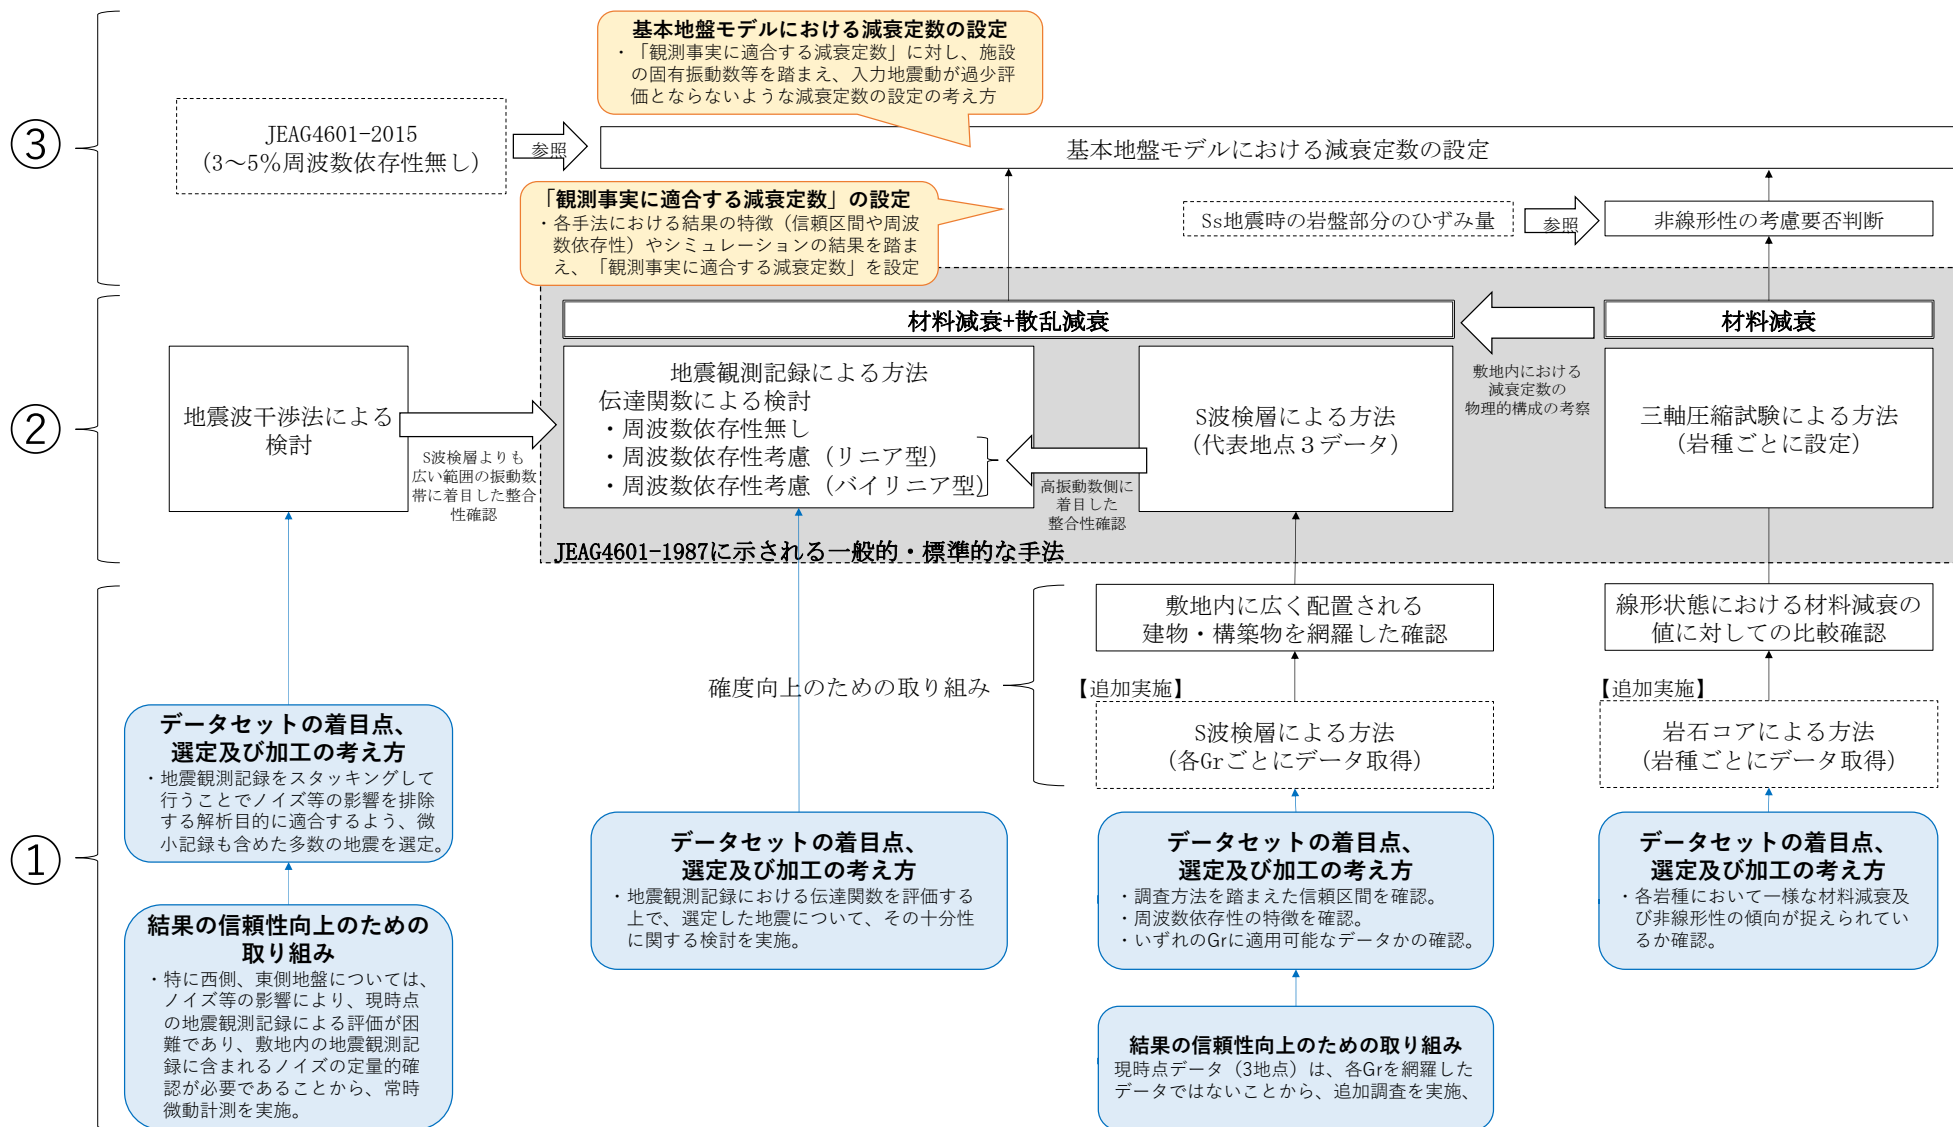 ③
基本地盤モデルにおける減衰定数の設定
・「観測事実に適合する減衰定数」に対し、施設
の固有振動数等を踏まえ、入力地震動が過少評
価とならないような減衰定数の設定の考え方
JEAG4601-2015
(3～5%周波数依存性無し)
参照
基本地盤モデルにおける減衰定数の設定
「観測事実に適合する減衰定数」の設定
・各手法における結果の特徴（信頼区間や周波
数依存性）やシミュレーションの結果を踏ま
え、「観測事実に適合する減衰定数」を設定
Ss地震時の岩盤部分のひずみ量
参照
非線形性の考慮要否判断
②
材料減衰+散乱減衰
材料減衰
地震波干渉法による
検討
S波検層よりも
広い範囲の振動数
帯に着目した整合
性確認
地震観測記録による方法
伝達関数による検討
・周波数依存性無し
・周波数依存性考慮（リニア型）
・周波数依存性考慮（バイリニア型）
高振動数側に
着目した
整合性確認
S波検層による方法
(代表地点３データ)
敷地内における
減衰定数の
物理的構成の考察
三軸圧縮試験による方法
(岩種ごとに設定)
JEAG4601-1987に示される一般的・標準的な手法
①
確度向上のための取り組み
敷地内に広く配置される
建物・構築物を網羅した確認
【追加実施】
S波検層による方法
(各Grごとにデータ取得)
線形状態における材料減衰の
値に対しての比較確認
【追加実施】
岩石コアによる方法
(岩種ごとにデータ取得)
データセットの着目点、
選定及び加工の考え方
・地震観測記録をスタッキングして
行うことでノイズ等の影響を排除
する解析目的に適合するよう、微
小記録も含めた多数の地震を選定。
結果の信頼性向上のための
取り組み
・特に西側、東側地盤については、
ノイズ等の影響により、現時点
の地震観測記録による評価が困
難であり、敷地内の地震観測記
録に含まれるノイズの定量的確
認が必要であることから、常時
微動計測を実施。
データセットの着目点、
選定及び加工の考え方
・地震観測記録における伝達関数を評価する
上で、選定した地震について、その十分性
に関する検討を実施。
データセットの着目点、
選定及び加工の考え方
・調査方法を踏まえた信頼区間を確認。
・周波数依存性の特徴を確認。
・いずれのGrに適用可能なデータかの確認。
結果の信頼性向上のための取り組み
現時点データ（3地点）は、各Grを網羅した
データではないことから、追加調査を実施、
データセットの着目点、
選定及び加工の考え方
・各岩種において一様な材料減衰及
び非線形性の傾向が捉えられてい
るか確認。